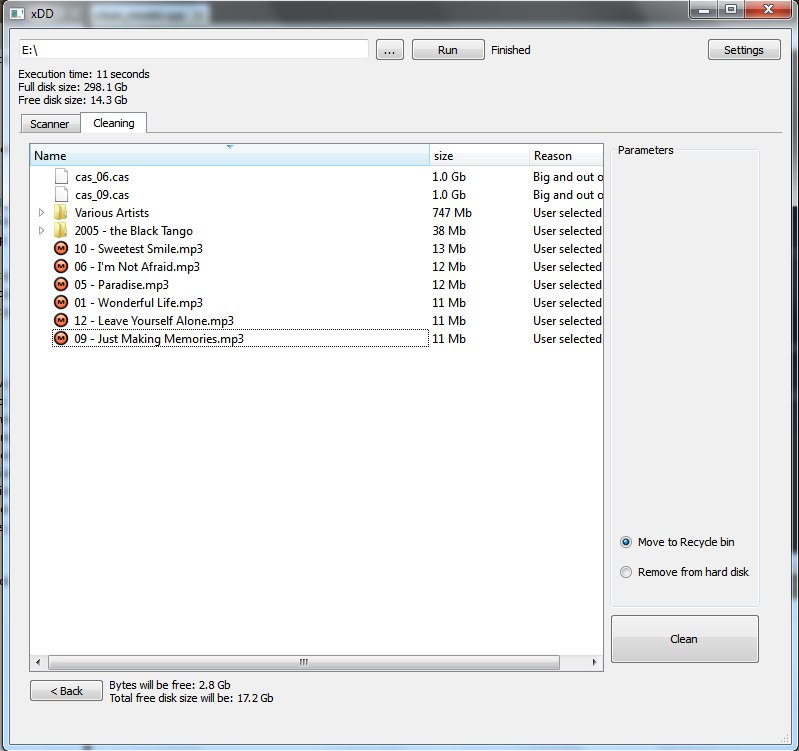 xDD
E:\ ... Run Finished Settings
Execution time: 11 seconds
Full disk size: 298.1 Gb
Free disk size: 14.3 Gb
Scanner Cleaning
Name size Reason Parameters
cas_06.cas 1.0 Gb Big and out o
cas_09.cas 1.0 Gb Big and out o
Various Artists 747 Mb User selected
2005 - the Black Tango 38 Mb User selected
10 - Sweetest Smile.mp3 13 Mb User selected
06 - I'm Not Afraid.mp3 12 Mb User selected
05 - Paradise.mp3 12 Mb User selected
01 - Wonderful Life.mp3 11 Mb User selected
12 - Leave Yourself Alone.mp3 11 Mb User selected
09 - Just Making Memories.mp3 11 Mb User selected
Move to Recycle bin
Remove from hard disk
Clean
< Back Bytes will be free: 2.8 Gb
Total free disk size will be: 17.2 Gb